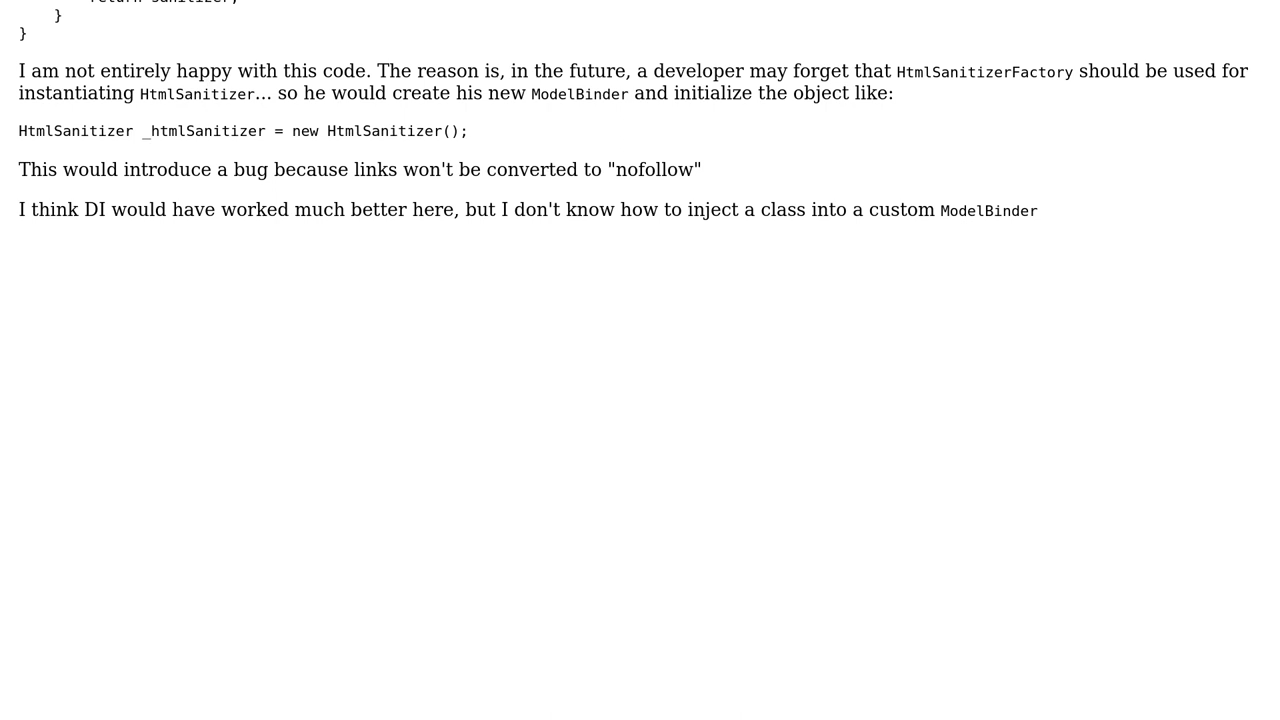 return sanitizer;
}
}
I am not entirely happy with this code. The reason is, in the future, a developer may forget that HtmlSanitizerFactory should be used for
instantiating HtmlSanitizer... so he would create his new ModelBinder and initialize the object like:
HtmlSanitizer _htmlSanitizer = new HtmlSanitizer();
This would introduce a bug because links won't be converted to "nofollow"
I think DI would have worked much better here, but I don't know how to inject a class into a custom ModelBinder